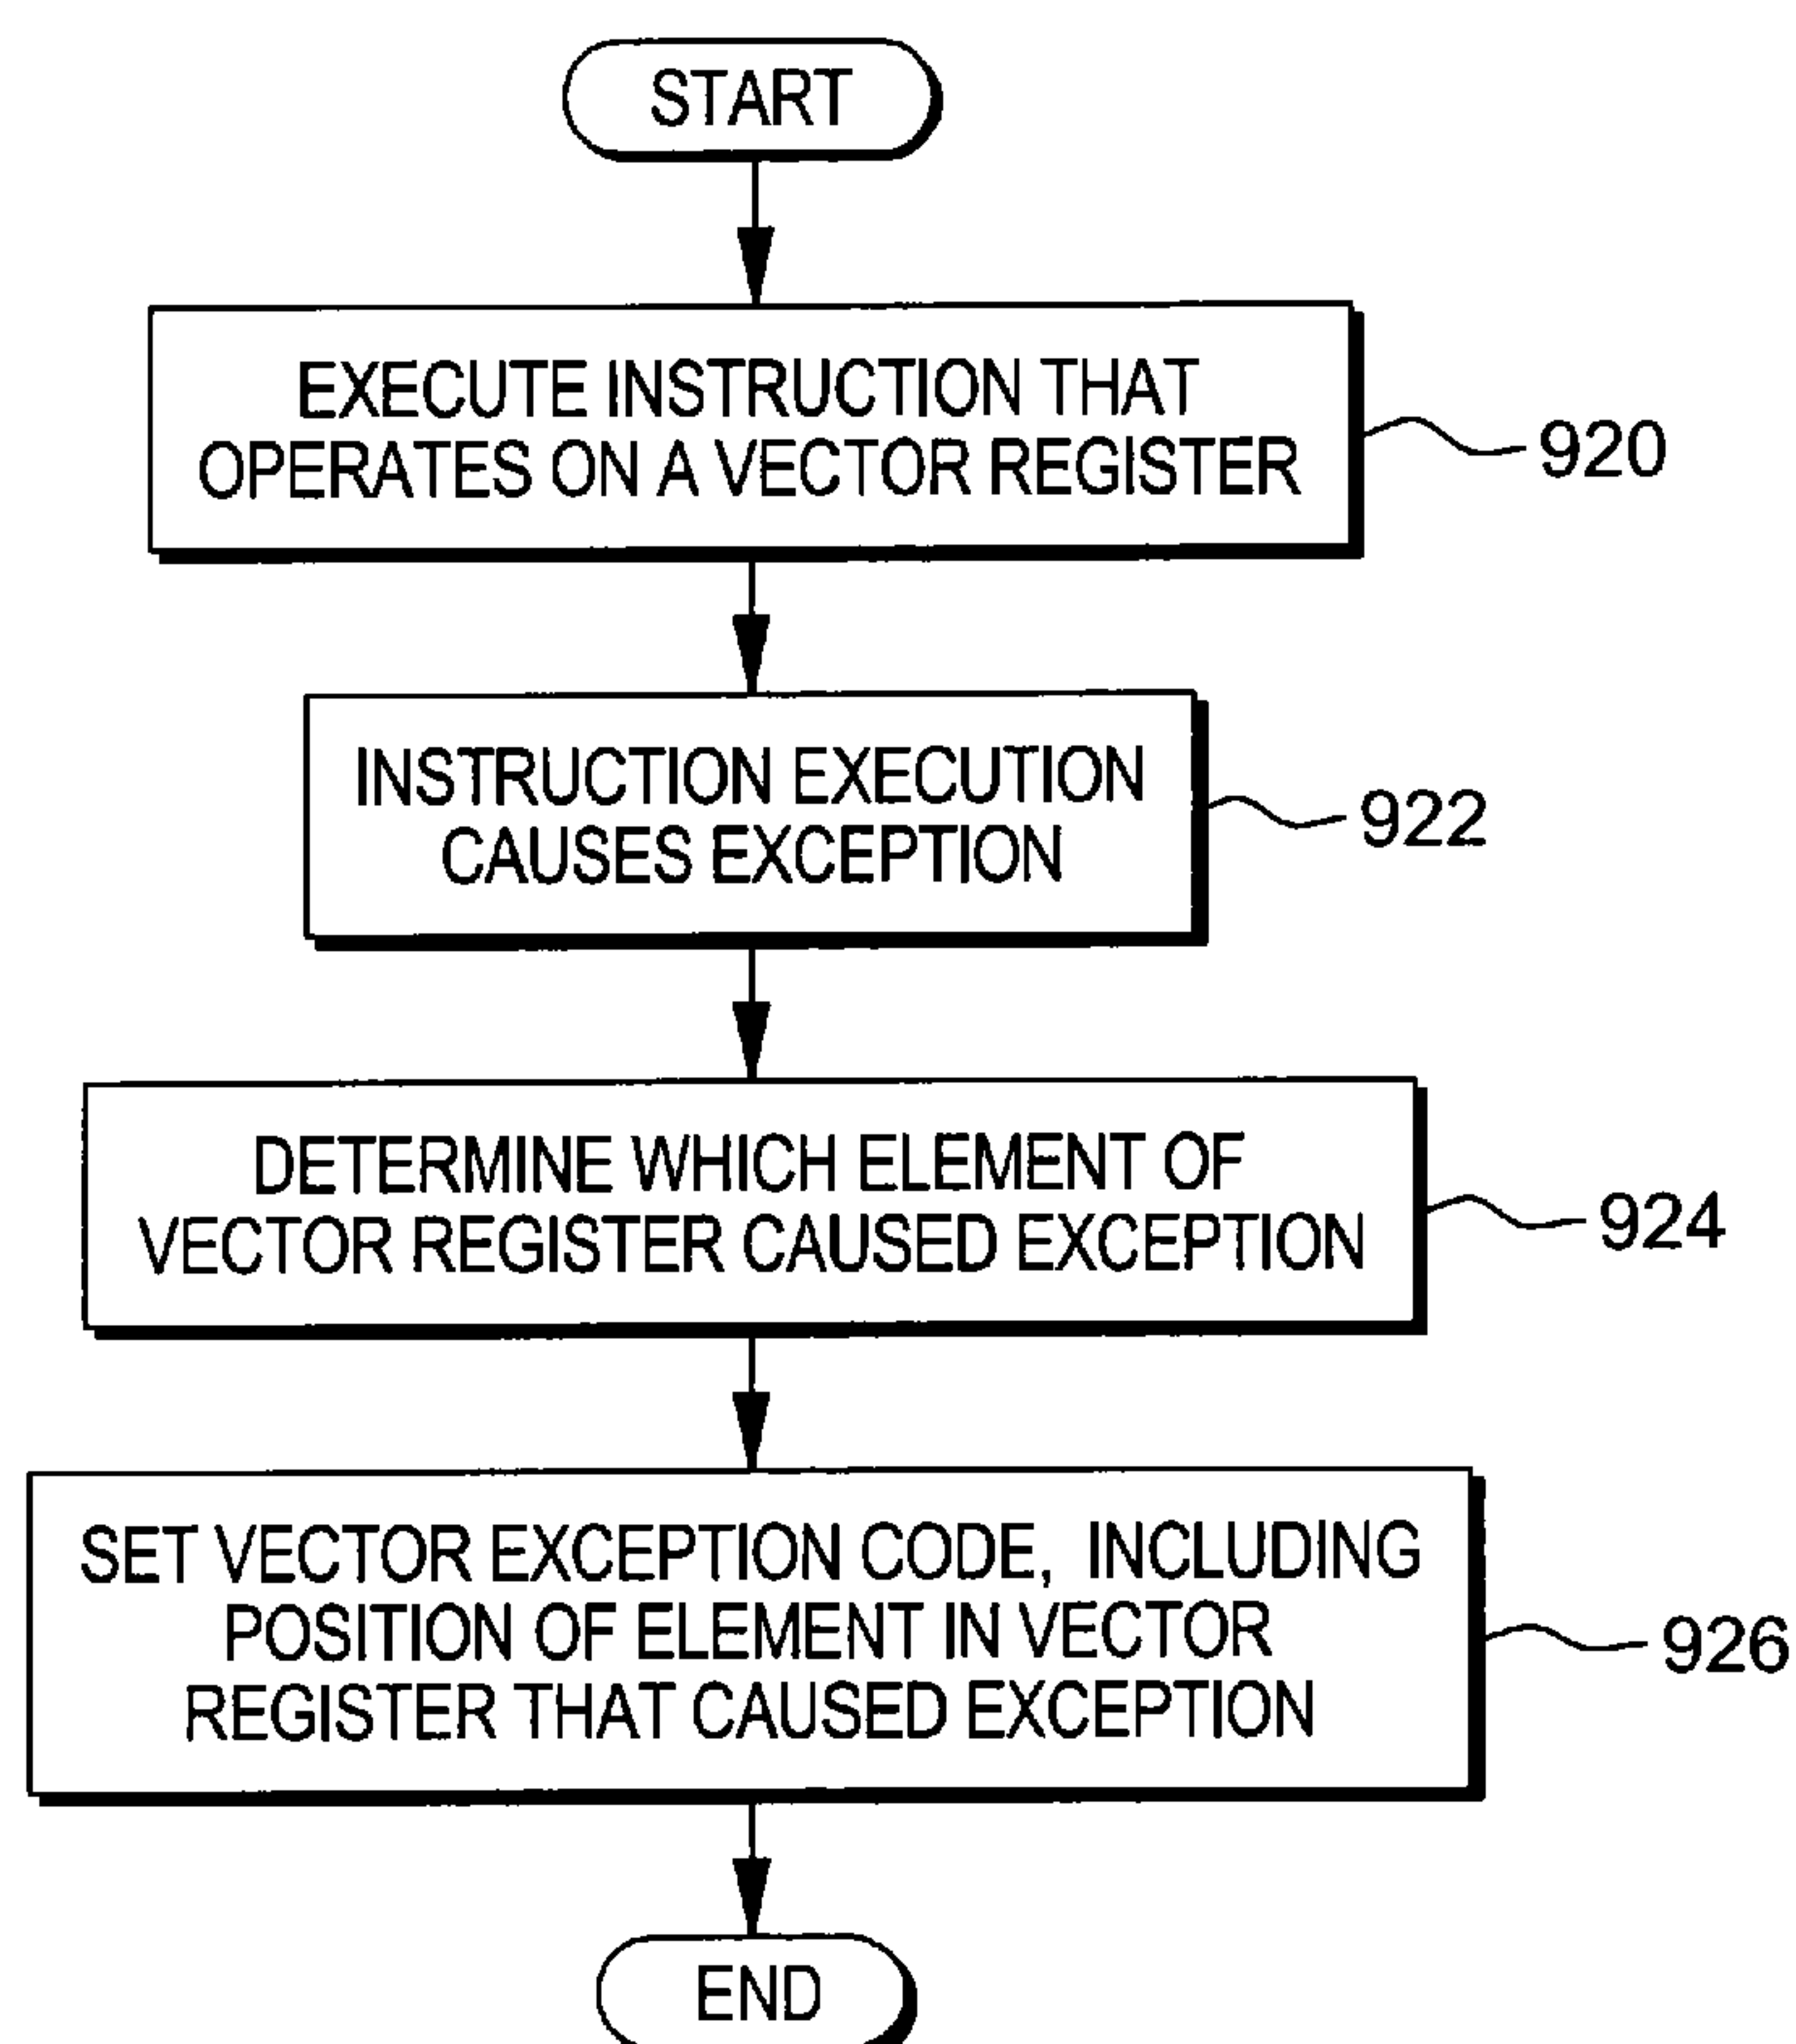 START
EXECUTE INSTRUCTION THAT
OPERATES ON A VECTOR REGISTER
920
INSTRUCTION EXECUTION
CAUSES EXCEPTION
922
DETERMINE WHICH ELEMENT OF
VECTOR REGISTER CAUSED EXCEPTION
924
SET VECTOR EXCEPTION CODE, INCLUDING
POSITION OF ELEMENT IN VECTOR
REGISTER THAT CAUSED EXCEPTION
926
END